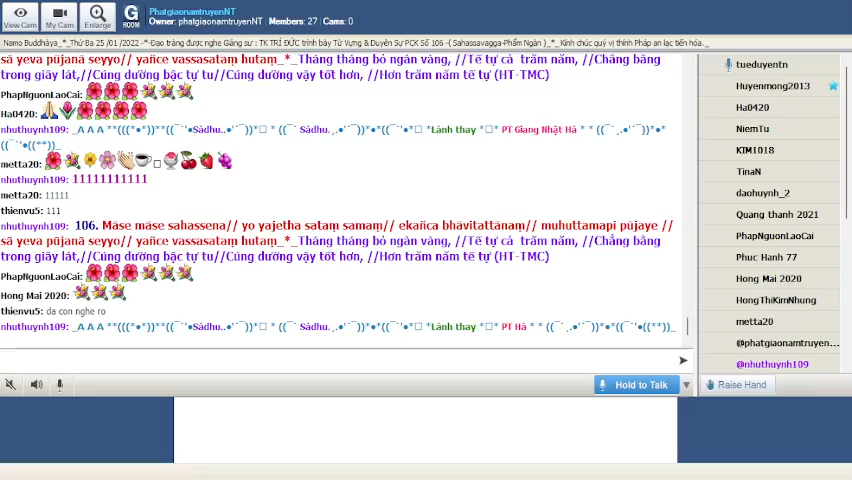 View Cam
My Cam
Enlarge
G
ROOM
PhatgiaonamtruyenNT
Owner: phatgiaonamtruyenNT Members: 27 | Cams: 0
Namo Buddhàya_*_Thứ Ba 25 /01 /2022 -*-Đạo tràng được nghe Giảng sư : TK TRÍ ĐỨC trình bày Từ Vựng & Duyên Sự PCK Số 106 -( Sahassavagga-Phẩm Ngàn )_*_ Kính chúc quý vị thính Pháp an lạc tiến hóa._
sā yeva pūjanā seyyo// yañce vassasataṃ hutaṃ_*_Tháng tháng bỏ ngàn vàng, //Tế tự cả trăm năm, //Chẳng bằng
trong giây lát,//Cúng dường bậc tự tu//Cúng dường vậy tốt hơn, //Hơn trăm năm tế tự (HT-TMC)
PhapNguonLaoCai:
Ha0420:
nhuthuynh109: _A A A **(((*●*))**((¯`'●Sàdhu..●'´¯))*□ * ((¯` Sàdhu.¸.●'´¯))*●*((¯`'●*□*Lành thay *□* PT Giang Nhật Hà * * ((¯`¸.●'´¯))*●*
((¯`'●((**))_
metta20:
nhuthuynh109: 11111111111
metta20: 11111
thienvu5: 111
nhuthuynh109: 106. Māse māse sahassena// yo yajetha sataṃ samaṃ// ekañca bhāvitattānaṃ// muhuttamapi pūjaye //
sā yeva pūjanā seyyo// yañce vassasataṃ hutaṃ_*_Tháng tháng bỏ ngàn vàng, //Tế tự cả trăm năm, //Chẳng bằng
trong giây lát,//Cúng dường bậc tự tu//Cúng dường vậy tốt hơn, //Hơn trăm năm tế tự (HT-TMC)
PhapNguonLaoCai:
Hong Mai 2020:
thienvu5: da con nghe ro
nhuthuynh109: _A A A **(((*●*))**((¯`'●Sàdhu..●'´¯))*□ * ((¯` Sàdhu.¸.●'´¯))*●*((¯`'●*□*Lành thay *□* PT Hà * * ((¯`¸.●'´¯))*●*((¯`'●((**))_
Hold to Talk
Raise Hand
tueduyentn
Huyenmong2013
Ha0420
NiemTu
KIM1018
TinaN
daohuynh_2
Quang thanh 2021
PhapNguonLaoCai
Phuc Hanh 77
Hong Mai 2020
HongThiKimNhung
metta20
@phatgiaonamtruyen...
@nhuthuynh109